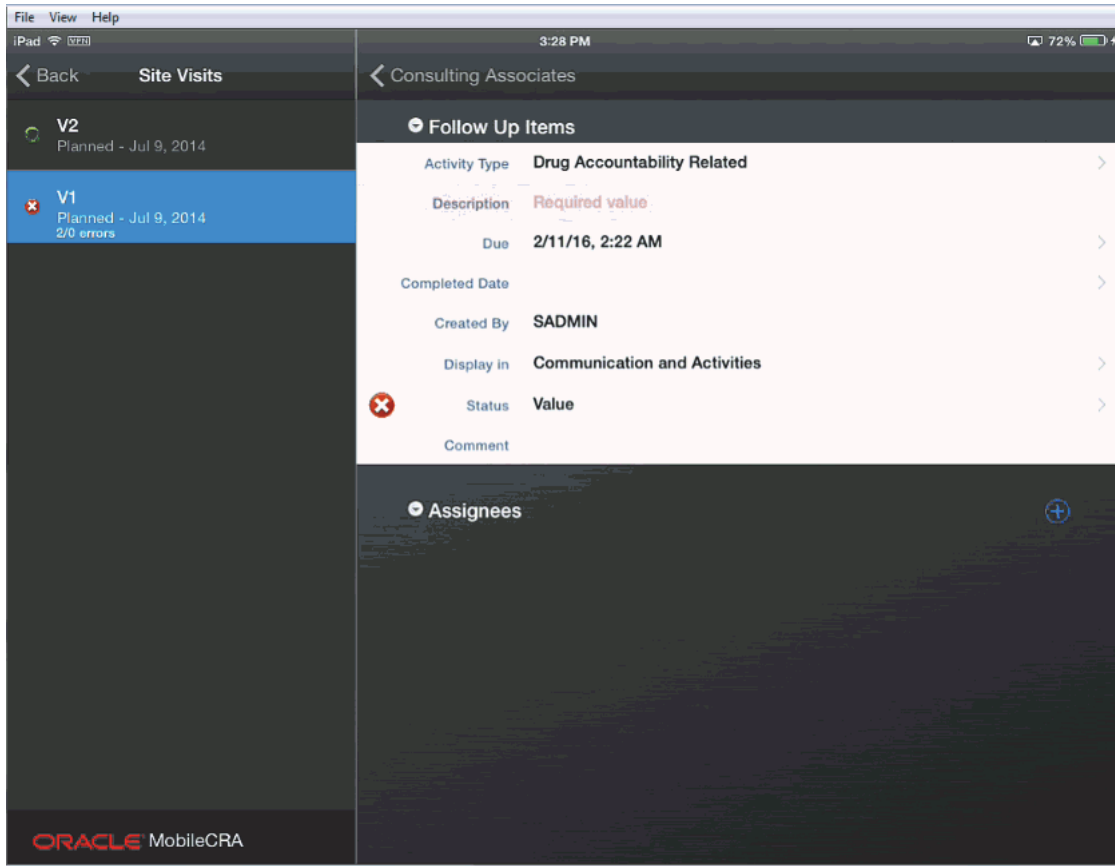 File View Help
iPad VPN 3:28 PM 72%
Back Site Visits
Consulting Associates
V2
Planned - Jul 9, 2014
V1
Planned - Jul 9, 2014
2/0 errors
Follow Up Items
Activity Type Drug Accountability Related
Description Required value
Due 2/11/16, 2:22 AM
Completed Date
Created By SADMIN
Display in Communication and Activities
Status Value
Comment
Assignees
ORACLE MobileCRA